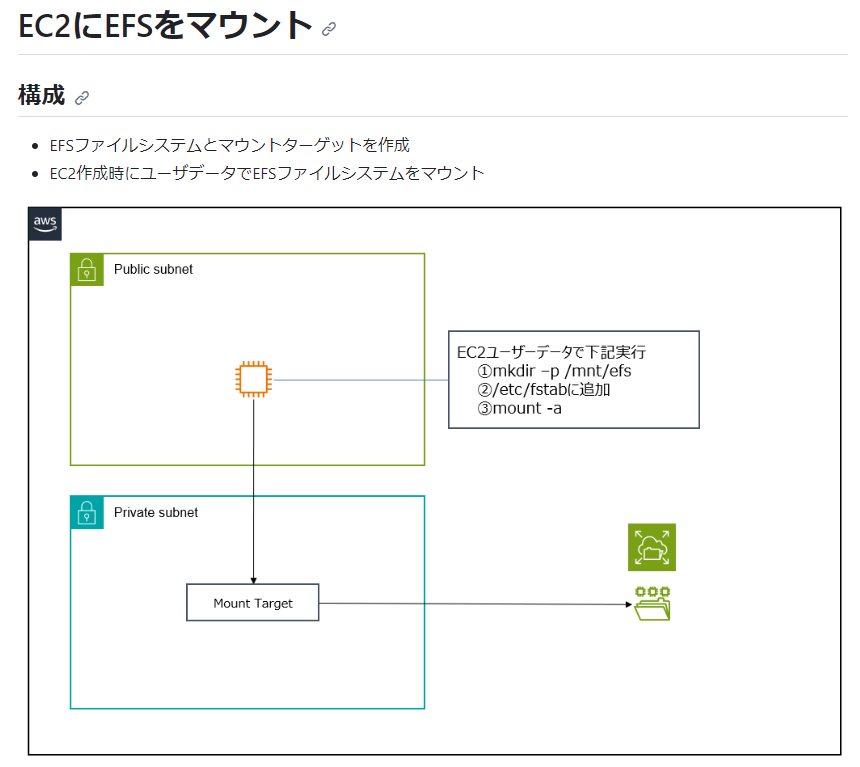 EC2にEFSをマウント
構成
EFSファイルシステムとマウントターゲットを作成
EC2作成時にユーザデータでEFSファイルシステムをマウント
aws
Public subnet
EC2ユーザーデータで下記実行
①mkdir –p /mnt/efs
②/etc/fstabに追加
③mount -a
Private subnet
Mount Target